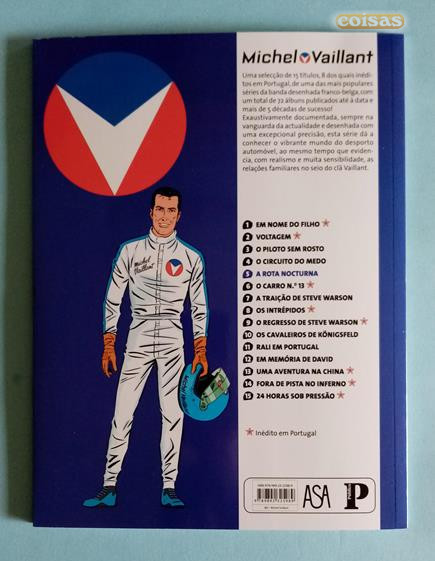 coisas
Michel Vaillant
Uma selecção de 15 títulos, 8 dos quais inédi-
tos em Portugal, de uma das mais populares
séries da banda desenhada franco-belga, com
um total de 72 álbuns publicados até à data e
mais de 5 décadas de sucesso!
Exaustivamente documentada, sempre na
vanguarda da actualidade e desenhada com
uma excepcional precisão, esta série dá a
conhecer o vibrante mundo do desporto
automóvel, ao mesmo tempo que eviden-
cia, com realismo e muita sensibilidade, as
relações familiares no seio do clã Vaillant.
1 EM NOME DO FILHO *
2 VOLTAGEM *
3 O PILOTO SEM ROSTO
4 O CIRCUITO DO MEDO
5 A ROTA NOCTURNA
6 O CARRO N.º 13 *
7 A TRAIÇÃO DE STEVE WARSON
8 OS INTRÉPIDOS *
9 O REGRESSO DE STEVE WARSON *
10 OS CAVALEIROS DE KÖNIGSFELD
11 RALI EM PORTUGAL
12 EM MEMÓRIA DE DAVID
13 UMA AVENTURA NA CHINA *
14 FORA DE PISTA NO INFERNO *
15 24 HORAS SOB PRESSÃO *
* Inédito em Portugal
Michel
Vaillant
ASA
P